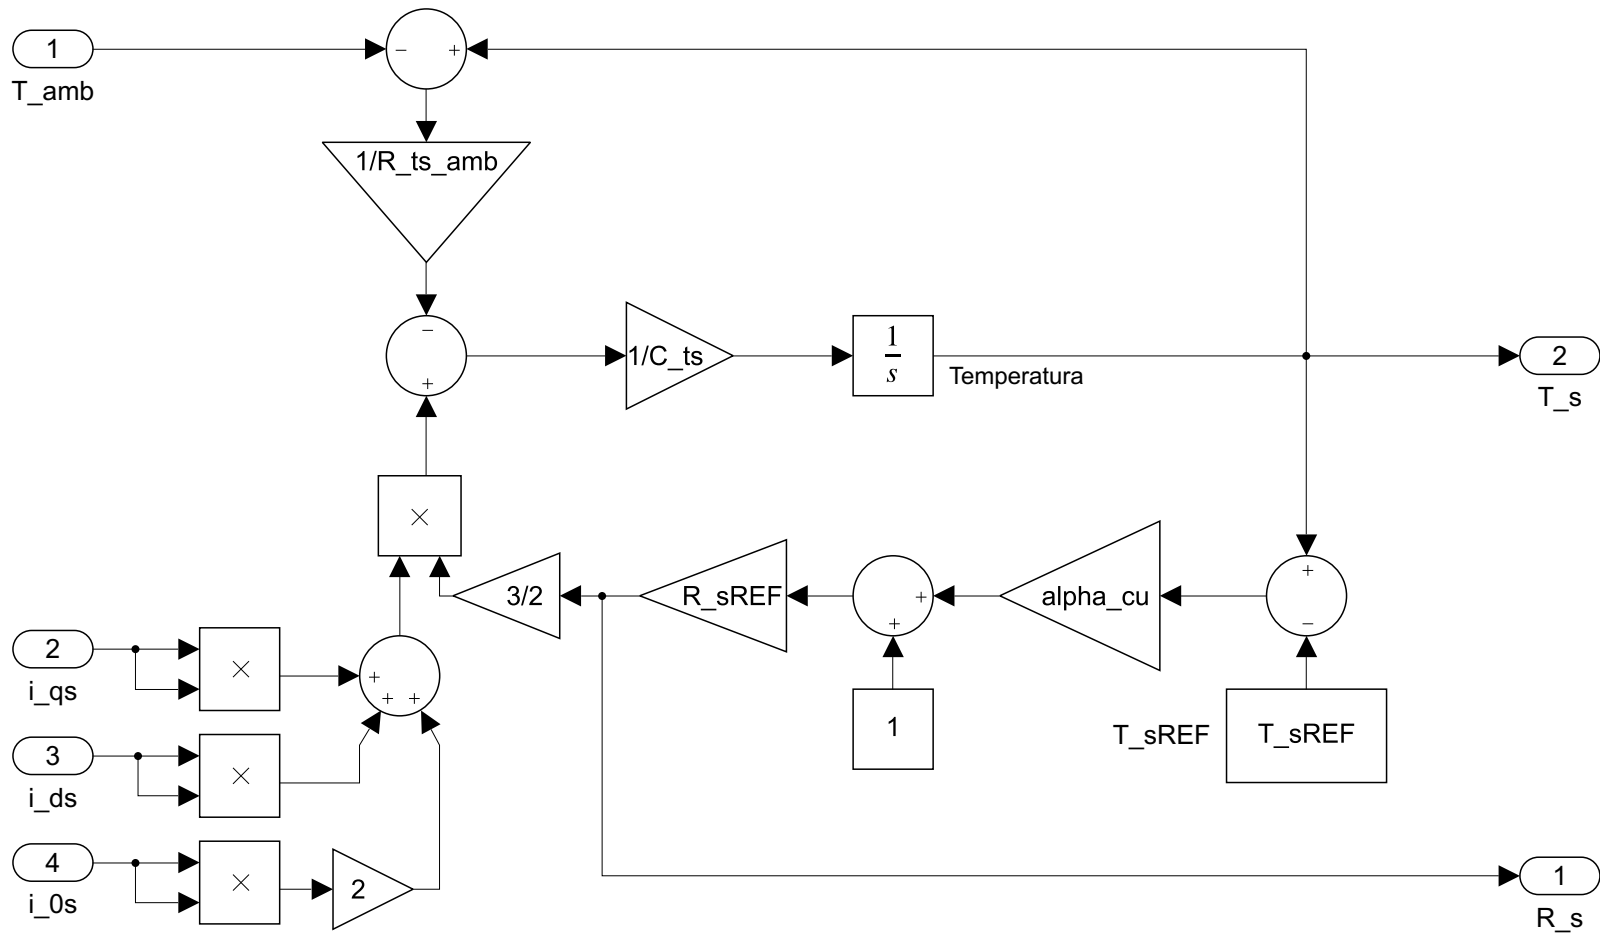 1
T_amb
− +
1/R_ts_amb
−
+
1/C_ts
1
s
Temperatura
2
T_s
×
3/2
R_sREF
+
+
1
alpha_cu
+
−
T_sREF
T_sREF
2
i_qs
×
+
+ +
3
i_ds
×
4
i_0s
×
2
1
R_s